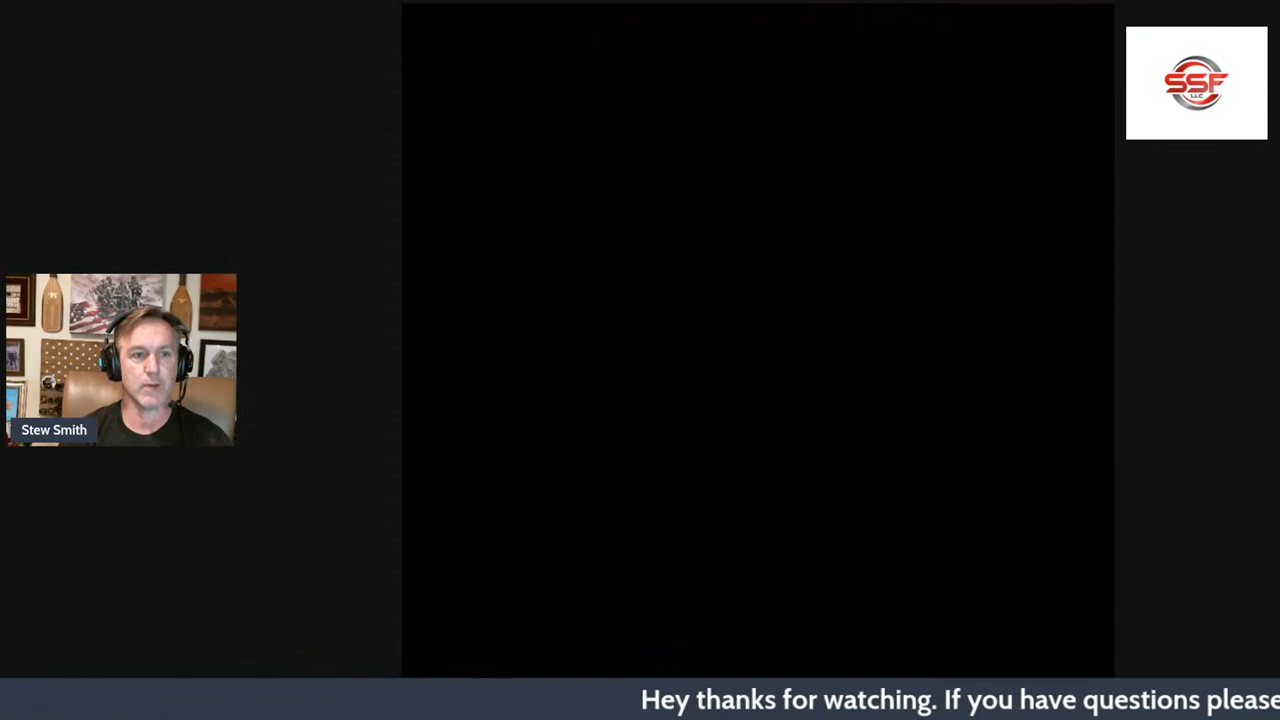 SSF
LLC
Stew Smith
Hey thanks for watching. If you have questions please